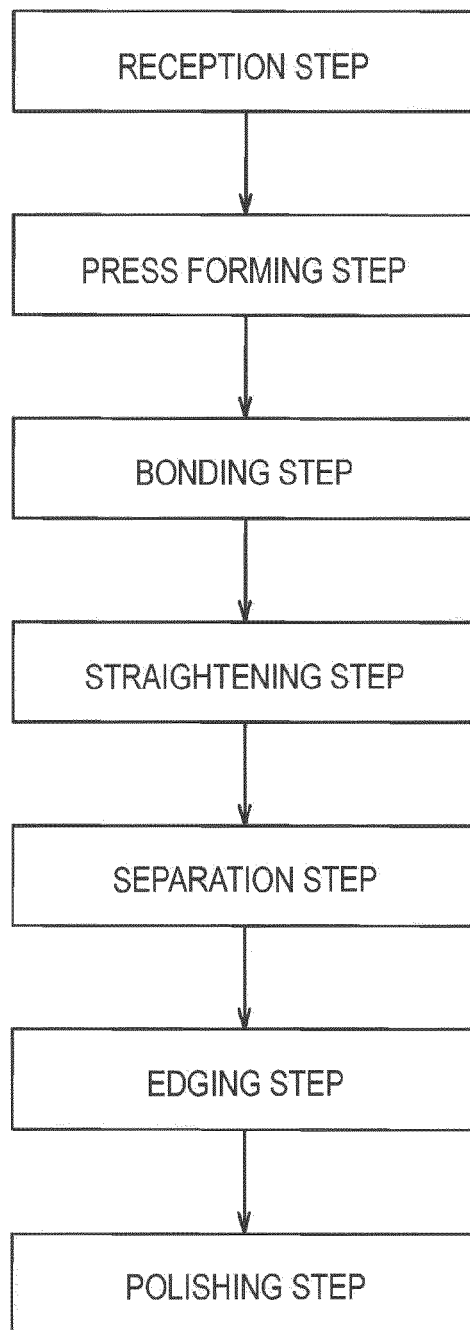 RECEPTION STEP
PRESS FORMING STEP
BONDING STEP
STRAIGHTENING STEP
SEPARATION STEP
EDGING STEP
POLISHING STEP